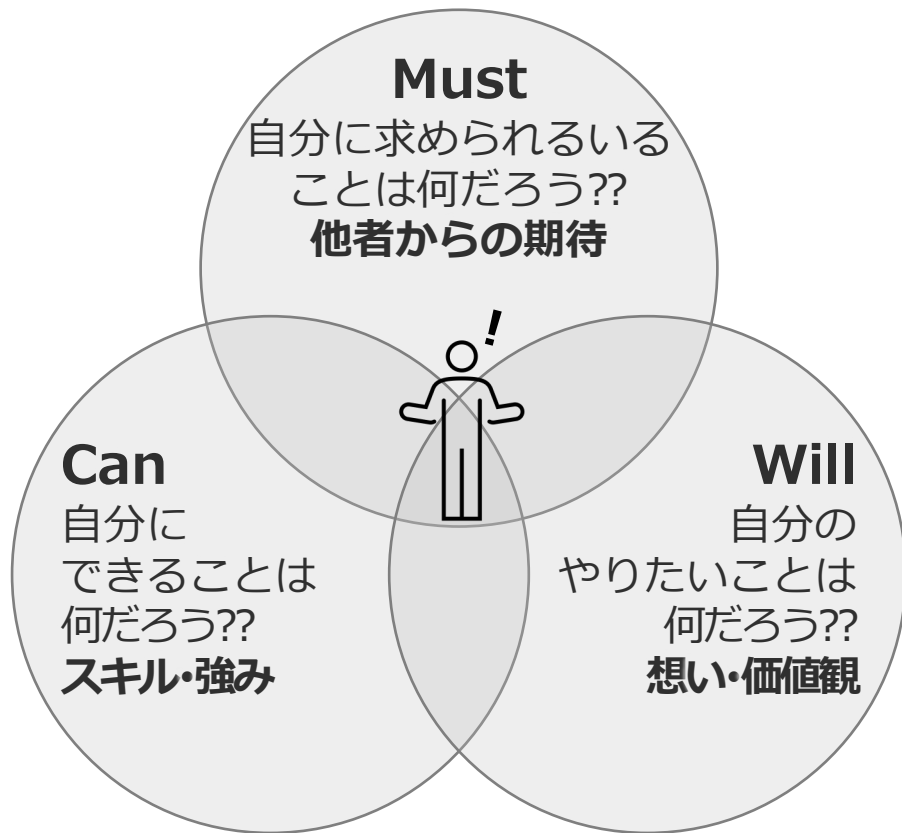 Must
自分に求められるいる
ことは何だろう??
他者からの期待
!
Can
自分に
できることは
何だろう??
スキル・強み
Will
自分の
やりたいことは
何だろう??
想い・価値観